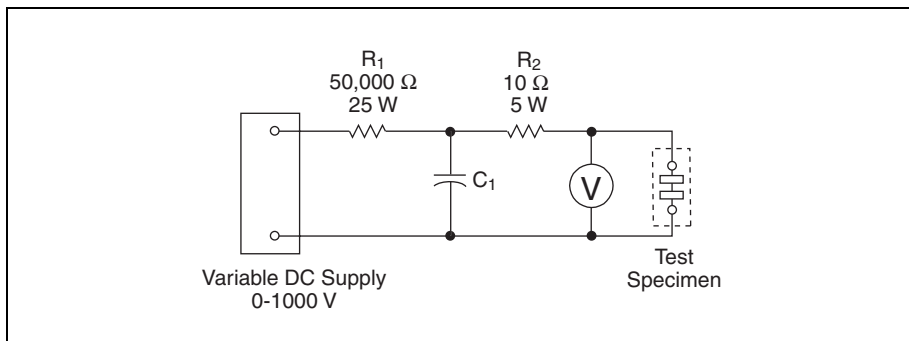 R1
50,000 Ω
25 W
R2
10 Ω
5 W
C1
V
Variable DC Supply
0-1000 V
Test
Specimen